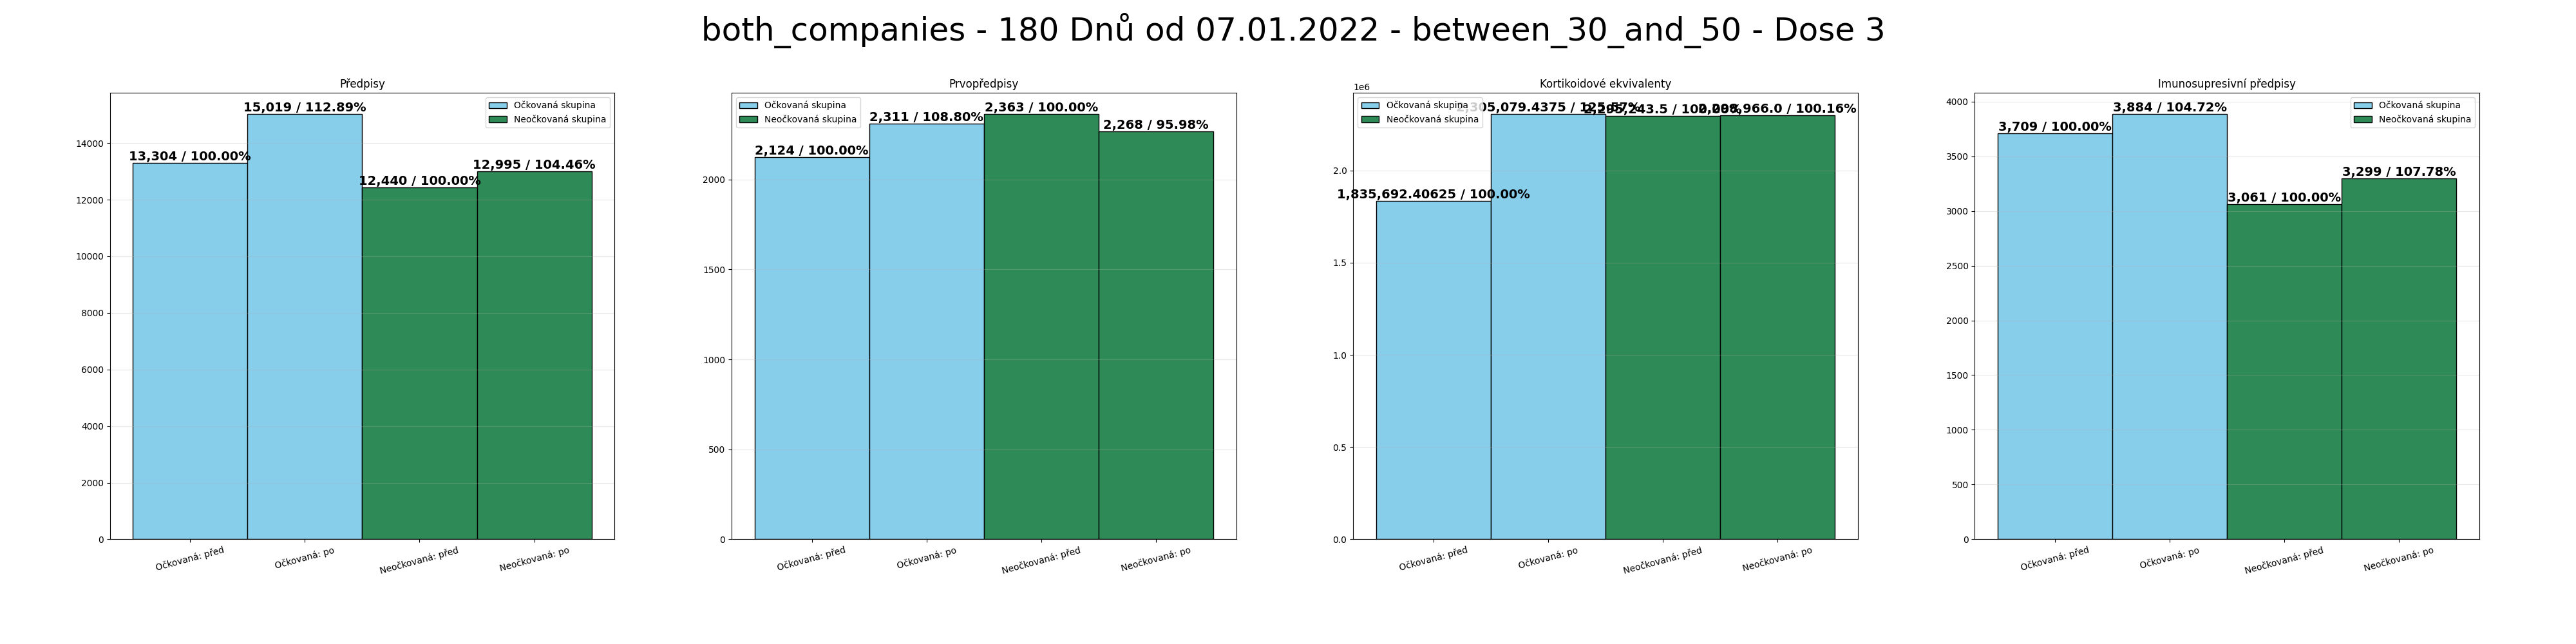 both_companies - 180 Dnů od 07.01.2022 - between_30_and_50 - Dose 3
Předpisy
Očkovaná skupina
Neočkovaná skupina
13,304 / 100.00%
15,019 / 112.89%
12,440 / 100.00%
12,995 / 104.46%
14000
12000
10000
8000
6000
4000
2000
0
Očkovaná: před
Očkovaná: po
Neočkovaná: před
Neočkovaná: po
Prvopředpisy
Očkovaná skupina
Neočkovaná skupina
2,124 / 100.00%
2,311 / 108.80%
2,363 / 100.00%
2,268 / 95.98%
2000
1500
1000
500
0
Očkovaná: před
Očkovaná: po
Neočkovaná: před
Neočkovaná: po
Kortikoidové ekvivalenty
1e6
Očkovaná skupina
Neočkovaná skupina
1,835,692.40625 / 100.00%
/ 100.16%
2.0
1.5
1.0
0.5
0.0
Očkovaná: před
Očkovaná: po
Neočkovaná: před
Neočkovaná: po
Imunosupresivní předpisy
Očkovaná skupina
Neočkovaná skupina
3,709 / 100.00%
3,884 / 104.72%
3,061 / 100.00%
3,299 / 107.78%
4000
3500
3000
2500
2000
1500
1000
500
0
Očkovaná: před
Očkovaná: po
Neočkovaná: před
Neočkovaná: po